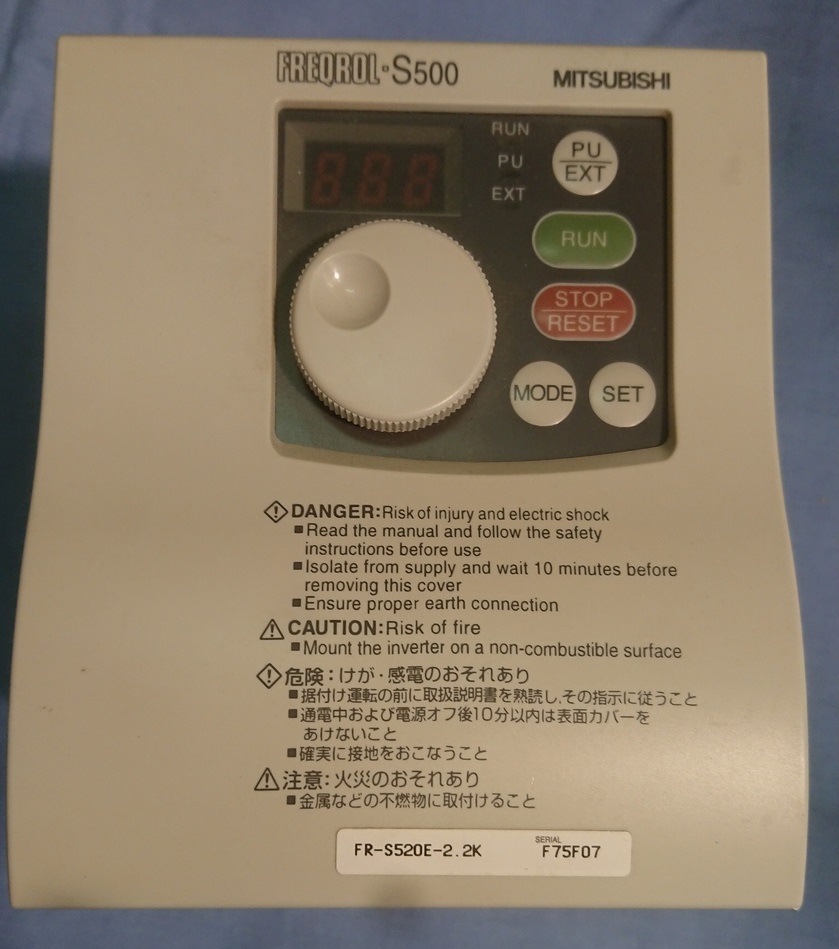 FREQROL-S500
MITSUBISHI
888
RUN
PU
EXT
PU
EXT
RUN
STOP
RESET
MODE
SET
DANGER:Risk of injury and electric shock
■Read the manual and follow the safety
instructions before use
■Isolate from supply and wait 10 minutes before
removing this cover
■Ensure proper earth connection
CAUTION:Risk of fire
■Mount the inverter on a non-combustible surface
危険:けが・感電のおそれあり
■据付け運転の前に取扱説明書を熟読し,その指示に従うこと
■通電中および電源オフ後10分以内は表面カバーを
あけないこと
■確実に接地をおこなうこと
注意:火災のおそれあり
■金属などの不燃物に取付けること
FR-S520E-2.2K
SERIAL
F75F07